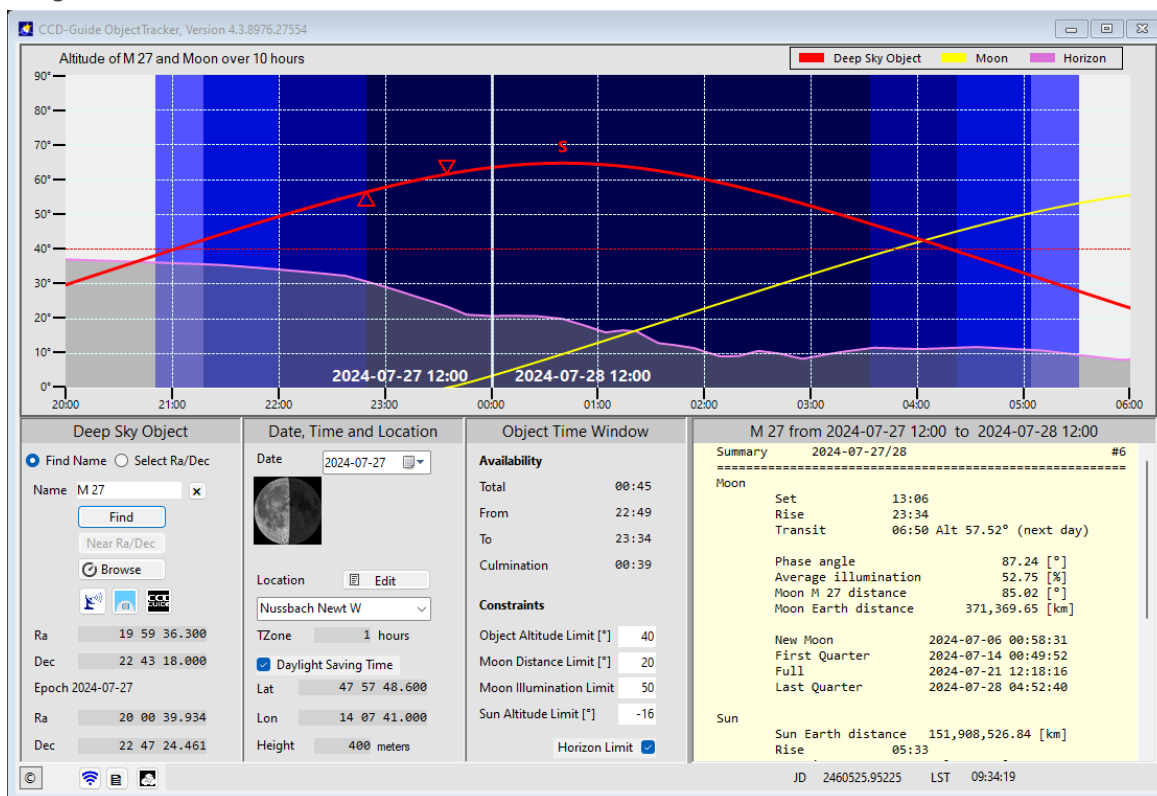 CCD-Guide ObjectTracker, Version 4.3.8976.27554
Altitude of M 27 and Moon over 10 hours
Deep Sky Object Moon Horizon
90°
80°
70°
S
60°
50°
40°
30°
20°
10°
2024-07-27 12:00 2024-07-28 12:00
0°
20:00 21:00 22:00 23:00 00:00 01:00 02:00 03:00 04:00 05:00 06:00
Deep Sky Object
Find Name Select Ra/Dec
Name M 27 x
Find
Near Ra/Dec
Browse
CCD GUIDE
Ra 19 59 36.300
Dec 22 43 18.000
Epoch 2024-07-27
Ra 20 00 39.934
Dec 22 47 24.461
Date, Time and Location
Date 2024-07-27
Location Edit
Nussbach Newt W
TZone 1 hours
Daylight Saving Time
Lat 47 57 48.600
Lon 14 07 41.000
Height 400 meters
Object Time Window
Availability
Total 00:45
From 22:49
To 23:34
Culmination 00:39
Constraints
Object Altitude Limit [°] 40
Moon Distance Limit [°] 20
Moon Illumination Limit 50
Sun Altitude Limit [°] -16
Horizon Limit
M 27 from 2024-07-27 12:00 to 2024-07-28 12:00
Summary 2024-07-27/28 #6
Moon
Set 13:06
Rise 23:34
Transit 06:50 Alt 57.52° (next day)
Phase angle 87.24 [°]
Average illumination 52.75 [%]
Moon M 27 distance 85.02 [°]
Moon Earth distance 371,369.65 [km]
New Moon 2024-07-06 00:58:31
First Quarter 2024-07-14 00:49:52
Full 2024-07-21 12:18:16
Last Quarter 2024-07-28 04:52:40
Sun
Sun Earth distance 151,908,526.84 [km]
Rise 05:33
©
JD 2460525.95225 LST 09:34:19